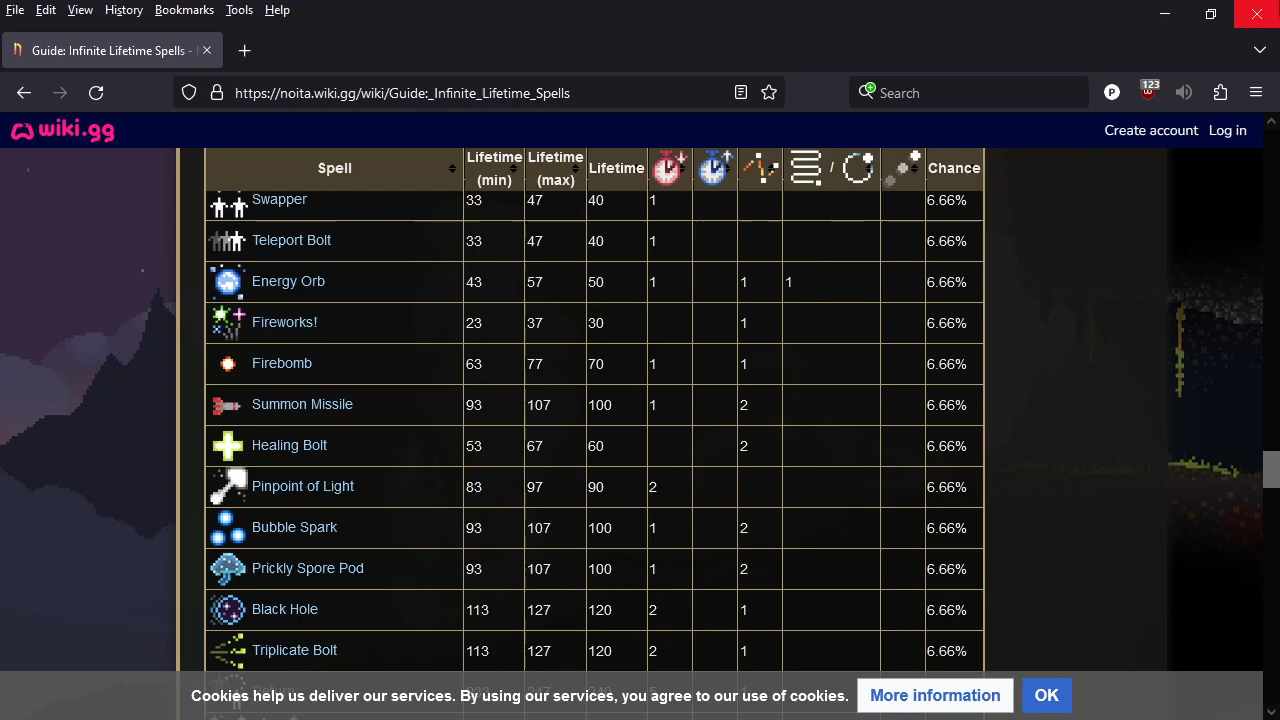 File Edit View History Bookmarks Tools Help
Guide: Infinite Lifetime Spells -
https://noita.wiki.gg/wiki/Guide:_Infinite_Lifetime_Spells
Search
123
wiki.gg Create account Log in
Spell Lifetime (min) Lifetime (max) Lifetime / Chance
Swapper 33 47 40 1 6.66%
Teleport Bolt 33 47 40 1 6.66%
Energy Orb 43 57 50 1 1 1 6.66%
Fireworks! 23 37 30 1 6.66%
Firebomb 63 77 70 1 1 6.66%
Summon Missile 93 107 100 1 2 6.66%
Healing Bolt 53 67 60 2 6.66%
Pinpoint of Light 83 97 90 2 6.66%
Bubble Spark 93 107 100 1 2 6.66%
Prickly Spore Pod 93 107 100 1 2 6.66%
Black Hole 113 127 120 2 1 6.66%
Triplicate Bolt 113 127 120 2 1 6.66%
Cookies help us deliver our services. By using our services, you agree to our use of cookies. More information OK